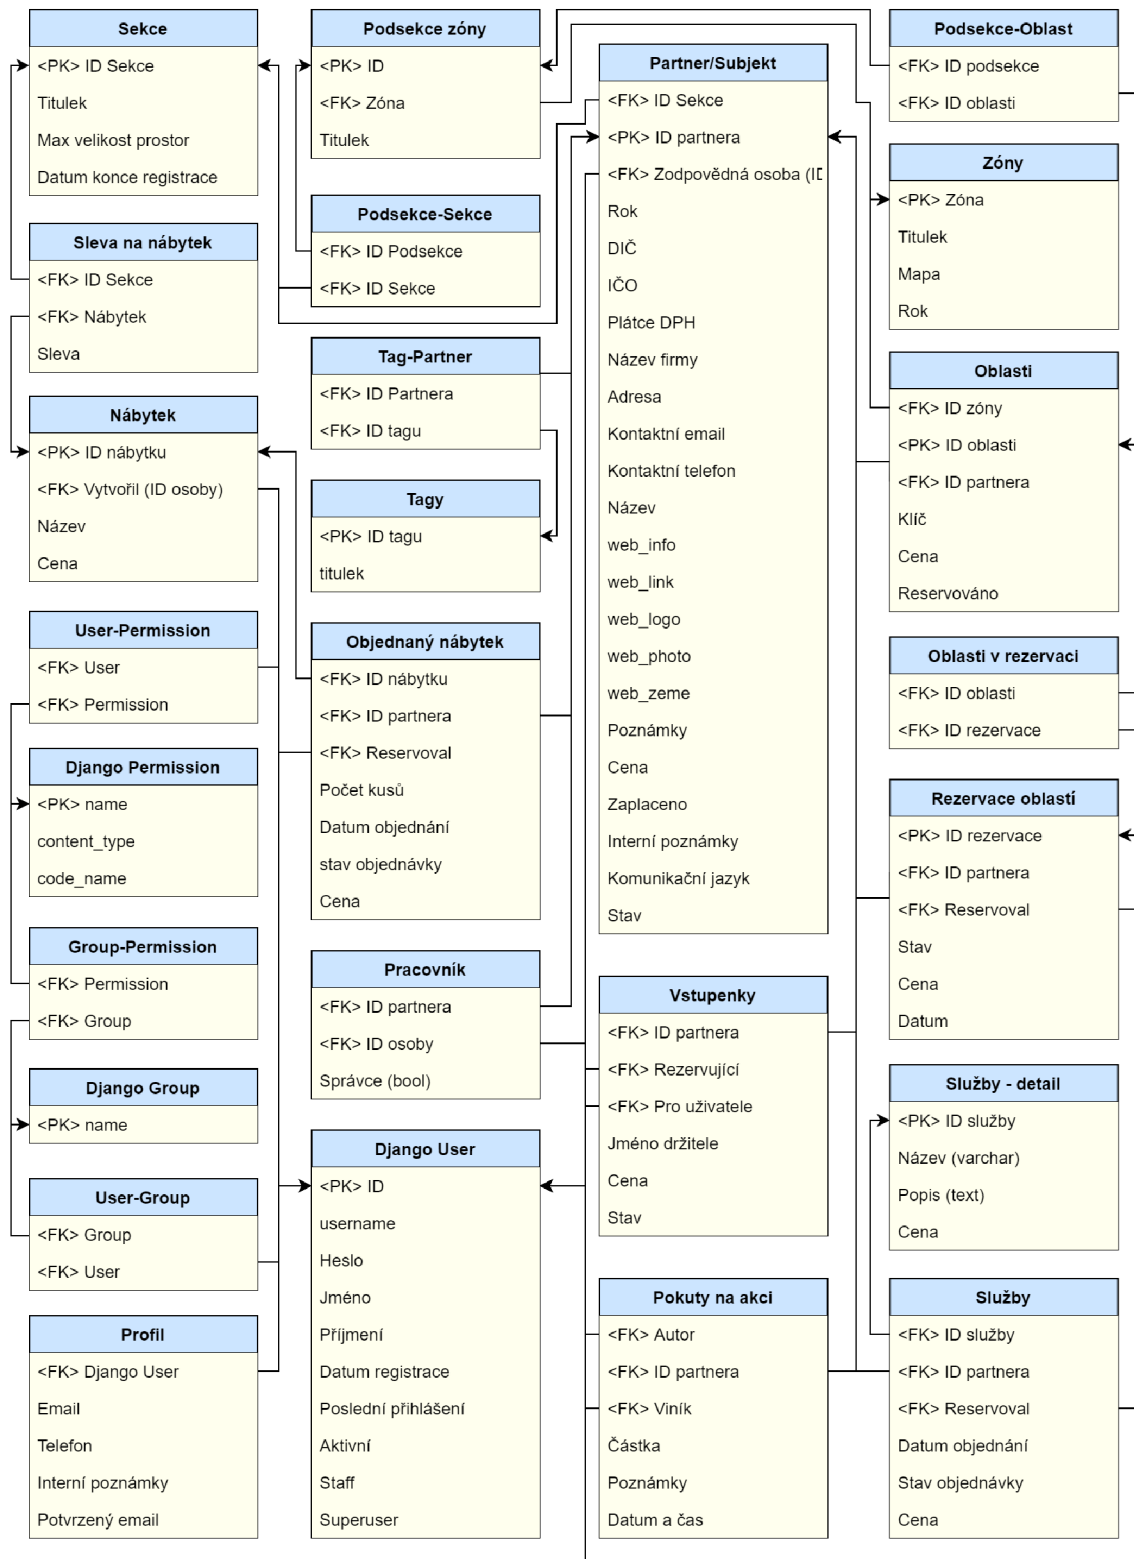 Sekce
<PK> ID Sekce
Titulek
Max velikost prostor
Datum konce registrace
Sleva na nábytek
<FK> ID Sekce
<FK> Nábytek
Sleva
Nábytek
<PK> ID nábytku
<FK> Vytvořil (ID osoby)
Název
Cena
User-Permission
<FK> User
<FK> Permission
Django Permission
<PK> name
content_type
code_name
Group-Permission
<FK> Permission
<FK> Group
Django Group
<PK> name
User-Group
<FK> Group
<FK> User
Profil
<FK> Django User
Email
Telefon
Interní poznámky
Potvrzený email
Podsekce zóny
<PK> ID
<FK> Zóna
Titulek
Podsekce-Sekce
<FK> ID Podsekce
<FK> ID Sekce
Tag-Partner
<FK> ID Partnera
<FK> ID tagu
Tagy
<PK> ID tagu
titulek
Objednaný nábytek
<FK> ID nábytku
<FK> ID partnera
<FK> Reservoval
Počet kusů
Datum objednání
stav objednávky
Cena
Pracovník
<FK> ID partnera
<FK> ID osoby
Správce (bool)
Django User
<PK> ID
username
Heslo
Jméno
Příjmení
Datum registrace
Poslední přihlášení
Aktivní
Staff
Superuser
Partner/Subjekt
<FK> ID Sekce
<PK> ID partnera
<FK> Zodpovědná osoba (ID
Rok
DIČ
IČO
Plátce DPH
Název firmy
Adresa
Kontaktní email
Kontaktní telefon
Název
web_info
web_link
web_logo
web_photo
web_zeme
Poznámky
Cena
Zaplaceno
Interní poznámky
Komunikační jazyk
Stav
Vstupenky
<FK> ID partnera
<FK> Rezervující
<FK> Pro uživatele
Jméno držitele
Cena
Stav
Pokuty na akci
<FK> Autor
<FK> ID partnera
<FK> Viník
Částka
Poznámky
Datum a čas
Podsekce-Oblast
<FK> ID podsekce
<FK> ID oblasti
Zóny
<PK> Zóna
Titulek
Mapa
Rok
Oblasti
<FK> ID zóny
<PK> ID oblasti
<FK> ID partnera
Klíč
Cena
Reservováno
Oblasti v rezervaci
<FK> ID oblasti
<FK> ID rezervace
Rezervace oblastí
<PK> ID rezervace
<FK> ID partnera
<FK> Reservoval
Stav
Cena
Datum
Služby - detail
<PK> ID služby
Název (varchar)
Popis (text)
Cena
Služby
<FK> ID služby
<FK> ID partnera
<FK> Reservoval
Datum objednání
Stav objednávky
Cena